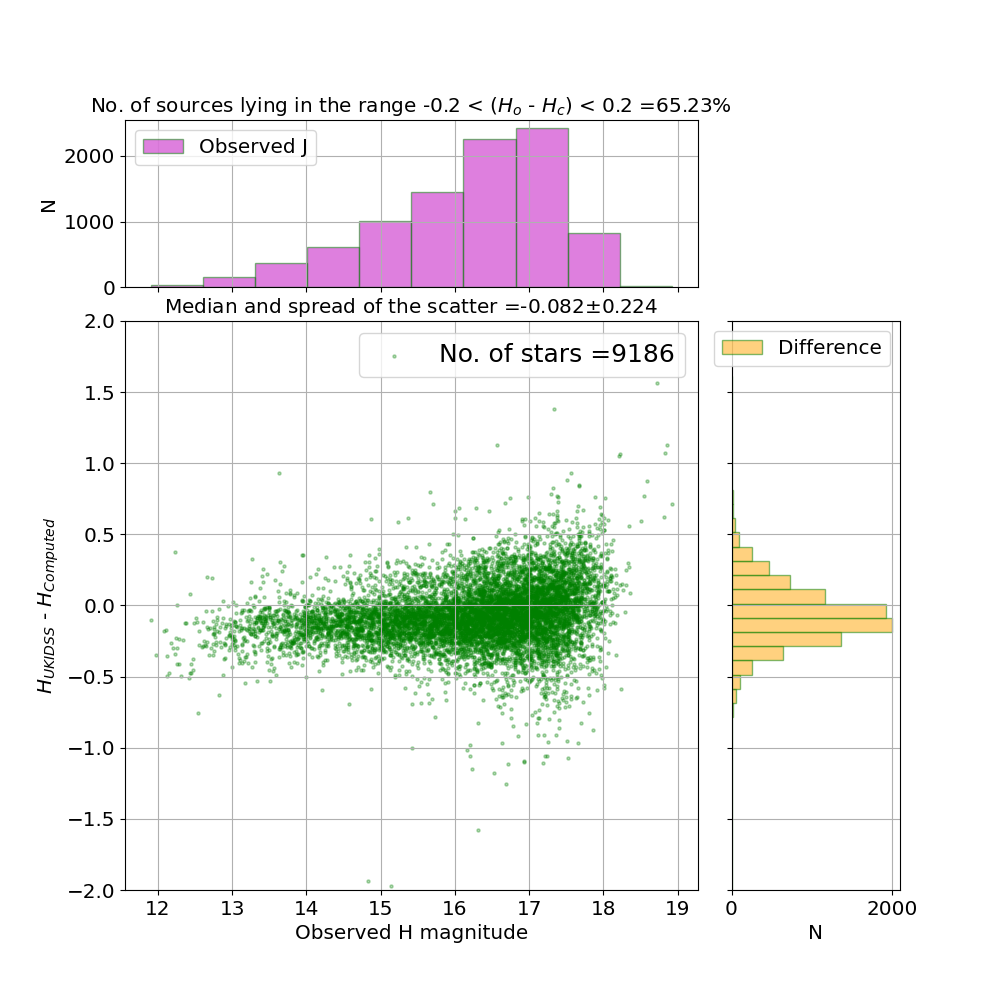 No. of sources lying in the range -0.2 < (H_o - H_c) < 0.2 =65.23%
Observed J
2000
1000
0
N
Median and spread of the scatter =-0.082±0.224
No. of stars =9186
2.0
1.5
1.0
0.5
0.0
−0.5
−1.0
−1.5
−2.0
H_UKIDSS - H_Computed
12 13 14 15 16 17 18 19
Observed H magnitude
Difference
0 2000
N